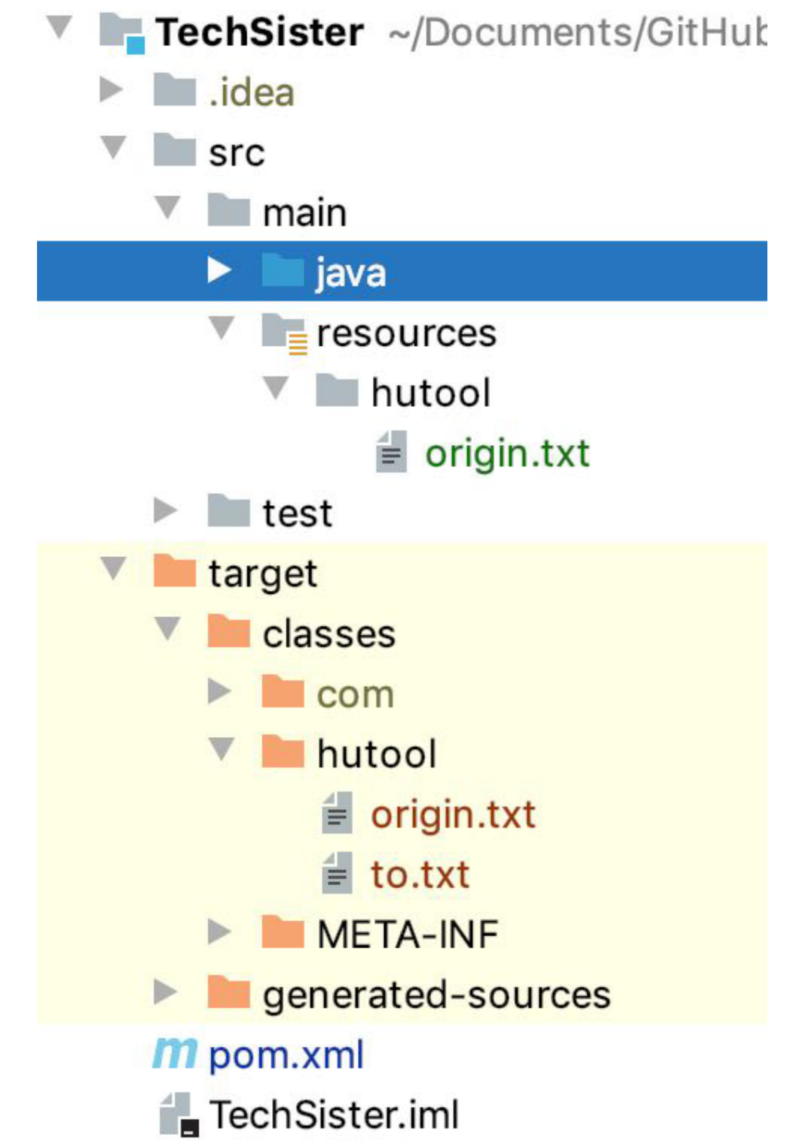 TechSister ~/Documents/GitHub
.idea
src
main
java
resources
hutool
origin.txt
test
target
classes
com
hutool
origin.txt
to.txt
META-INF
generated-sources
m pom.xml
TechSister.iml